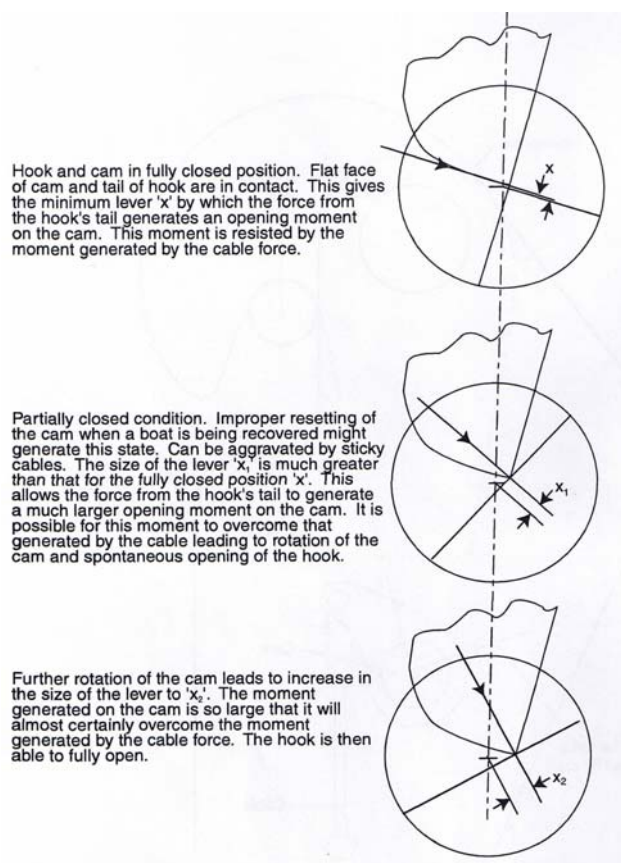 Hook and cam in fully closed position. Flat face
of cam and tail of hook are in contact. This gives
the minimum lever 'x' by which the force from
the hook's tail generates an opening moment
on the cam. This moment is resisted by the
moment generated by the cable force.
x
Partially closed condition. Improper resetting of
the cam when a boat is being recovered might
generate this state. Can be aggravated by sticky
cables. The size of the lever 'x₁' is much greater
than that for the fully closed position 'x'. This
allows the force from the hook's tail to generate
a much larger opening moment on the cam. It is
possible for this moment to overcome that
generated by the cable leading to rotation of the
cam and spontaneous opening of the hook.
x₁
Further rotation of the cam leads to increase in
the size of the lever to 'x₂'. The moment
generated on the cam is so large that it will
almost certainly overcome the moment
generated by the cable force. The hook is then
able to fully open.
x₂